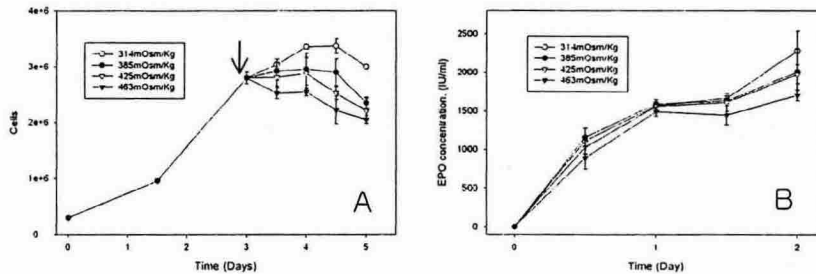 4e+6
3e+6
2e+6
1e+6
0
Cells
314mOsm/Kg
385mOsm/Kg
425mOsm/Kg
463mOsm/Kg
A
0 1 2 3 4 5
Time (Days)
2500
2000
1500
1000
500
0
EPO concentration. (IU/ml)
314mOsm/Kg
385mOsm/Kg
425mOsm/Kg
463mOsm/Kg
B
0 1 2
Time (Day)